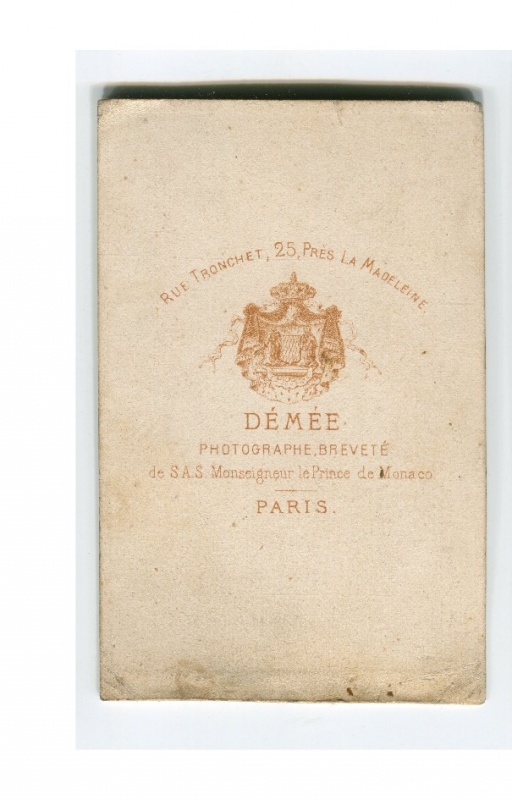 RUE TRONCHET, 25, PRÈS LA MADELEINE.
DÉMÉE
PHOTOGRAPHE, BREVETÉ
de S.A.S. Monseigneur le Prince de Monaco
PARIS.